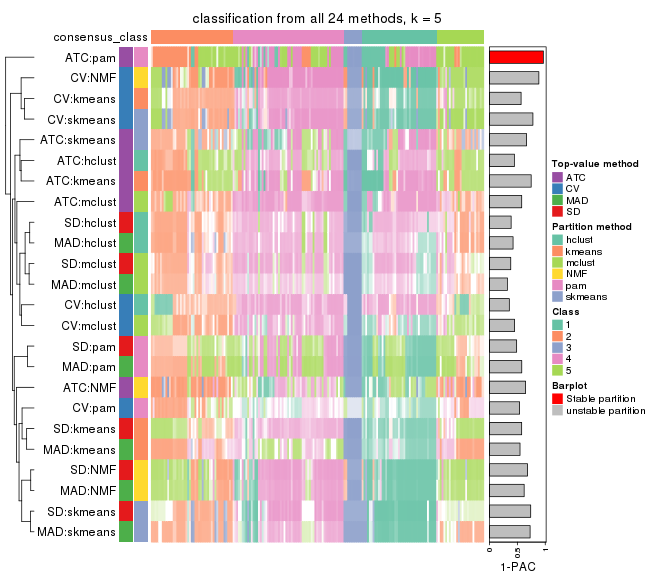 classification from all 24 methods, k = 5
consensus_class
ATC:pam
CV:NMF
CV:kmeans
CV:skmeans
ATC:skmeans
ATC:hclust
ATC:kmeans
ATC:mclust
SD:hclust
MAD:hclust
SD:mclust
MAD:mclust
CV:hclust
CV:mclust
SD:pam
MAD:pam
ATC:NMF
CV:pam
SD:kmeans
MAD:kmeans
SD:NMF
MAD:NMF
SD:skmeans
MAD:skmeans
0
0.5
1
1-PAC
Top-value method
ATC
CV
MAD
SD
Partition method
hclust
kmeans
mclust
NMF
pam
skmeans
Class
1
2
3
4
5
Barplot
Stable partition
unstable partition